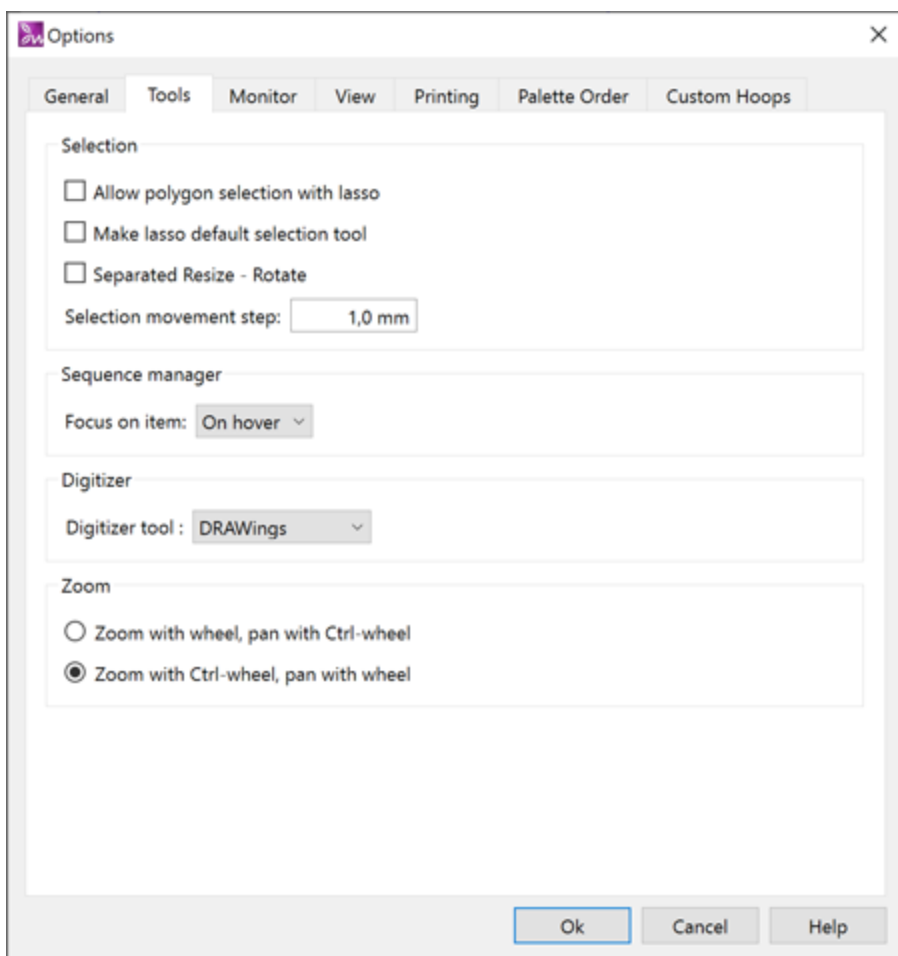 Options
General Tools Monitor View Printing Palette Order Custom Hoops
Selection
Allow polygon selection with lasso
Make lasso default selection tool
Separated Resize - Rotate
Selection movement step: 1,0 mm
Sequence manager
Focus on item: On hover
Digitizer
Digitizer tool : DRAWings
Zoom
Zoom with wheel, pan with Ctrl-wheel
Zoom with Ctrl-wheel, pan with wheel
Ok Cancel Help